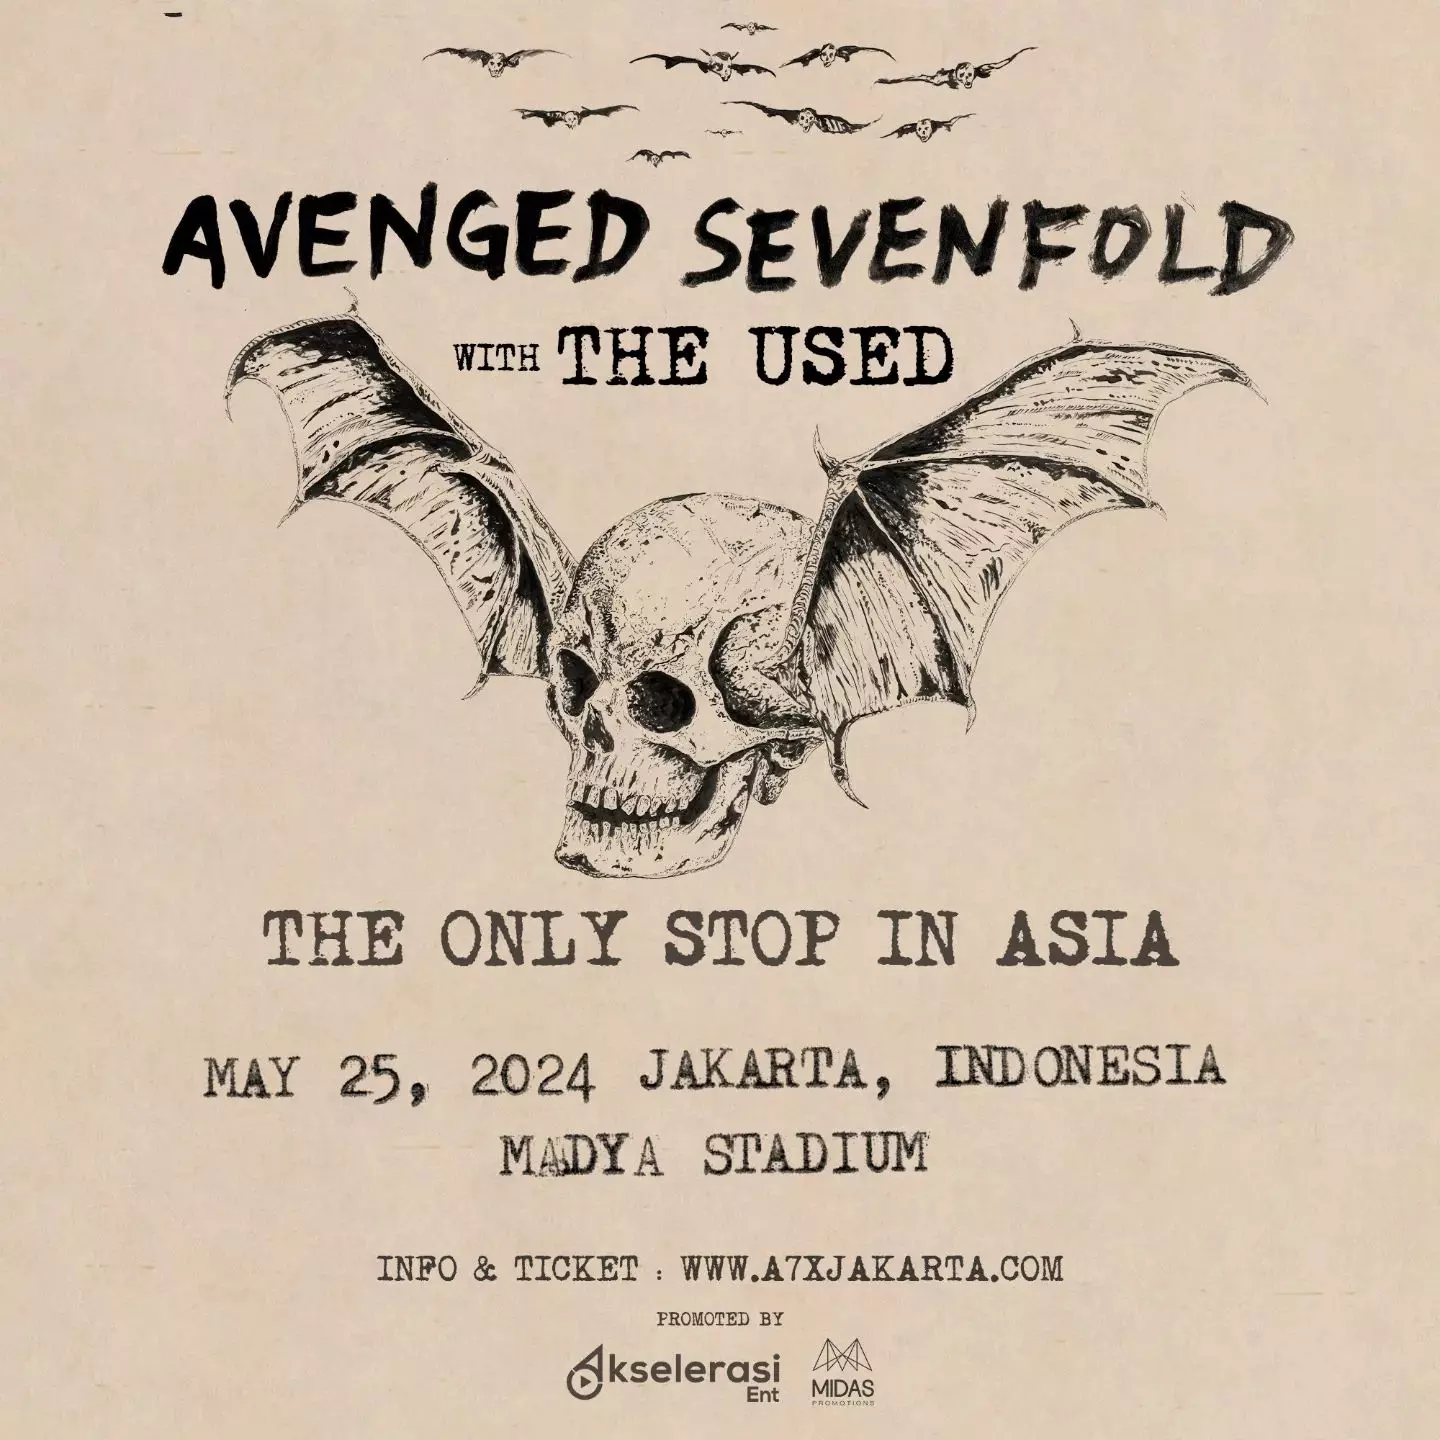 AVENGED SEVENFOLD
WITH THE USED
THE ONLY STOP IN ASIA
MAY 25, 2024 JAKARTA, INDONESIA
MADYA STADIUM
INFO & TICKET : WWW.A7XJAKARTA.COM
PROMOTED BY
Akselerasi
Ent
MIDAS
PROMOTIONS